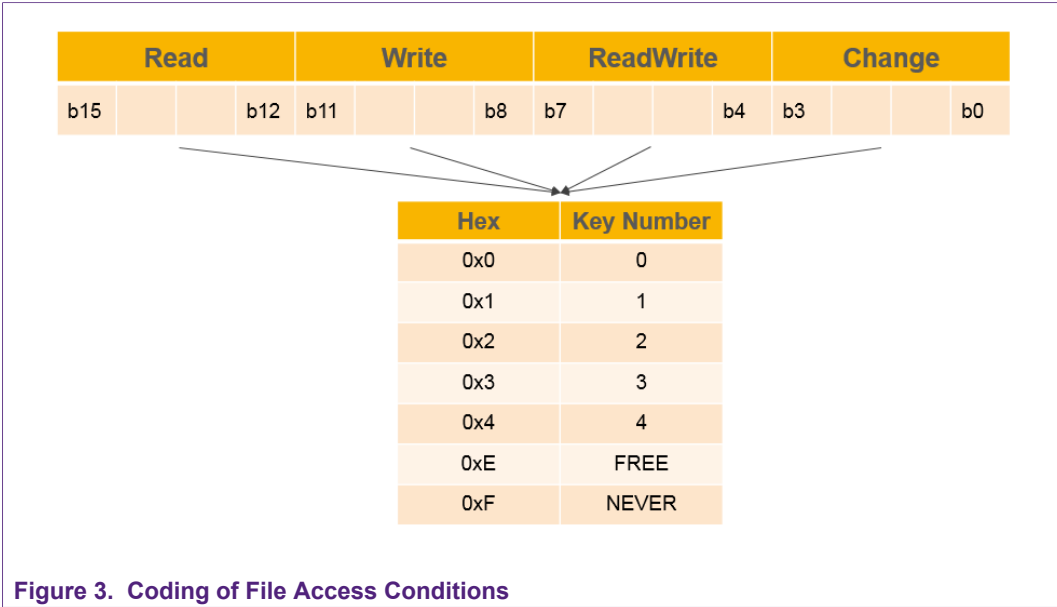 Read Write ReadWrite Change
b15 b12 b11 b8 b7 b4 b3 b0
Hex Key Number
0x0 0
0x1 1
0x2 2
0x3 3
0x4 4
0xE FREE
0xF NEVER
Figure 3. Coding of File Access Conditions